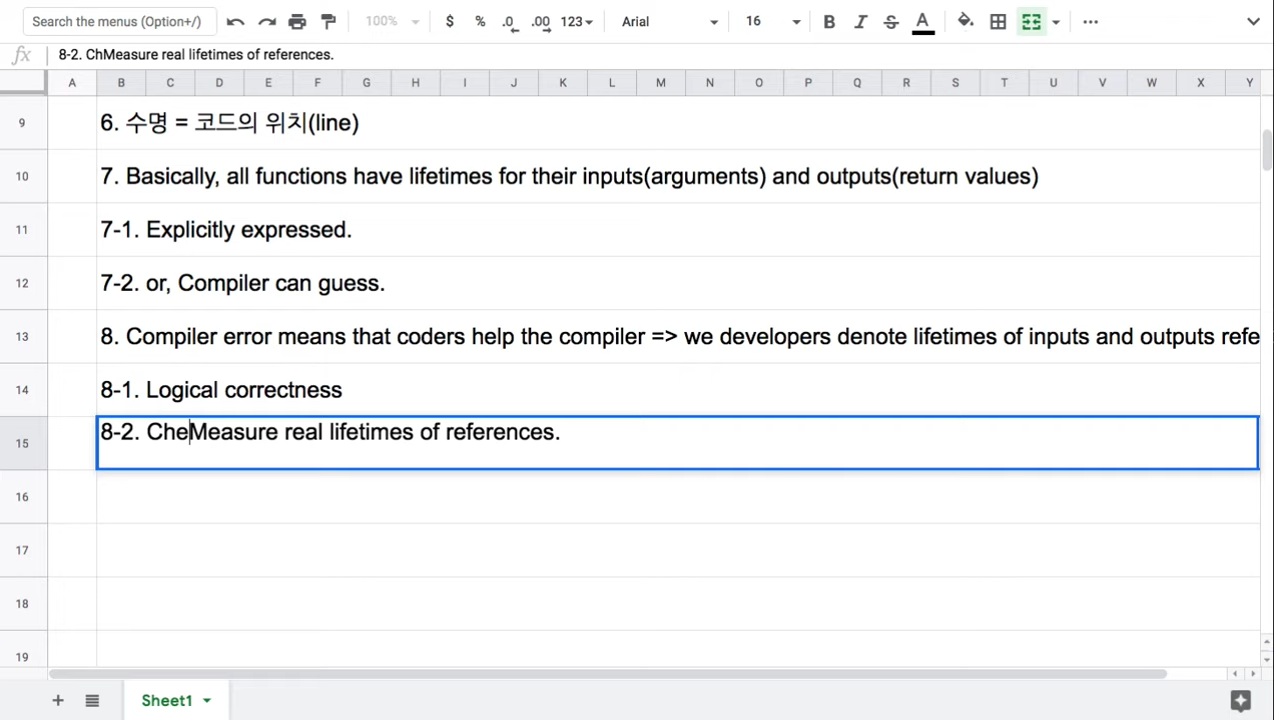 Search the menus (Option+/) 100% $ % .0 .00 123 Arial 16 B I S A
fx 8-2. ChMeasure real lifetimes of references.
A B C D E F G H I J K L M N O P Q R S T U V W X Y
9 6. 수명 = 코드의 위치(line)
10 7. Basically, all functions have lifetimes for their inputs(arguments) and outputs(return values)
11 7-1. Explicitly expressed.
12 7-2. or, Compiler can guess.
13 8. Compiler error means that coders help the compiler => we developers denote lifetimes of inputs and outputs refe
14 8-1. Logical correctness
15 8-2. CheMeasure real lifetimes of references.
16
17
18
19
Sheet1